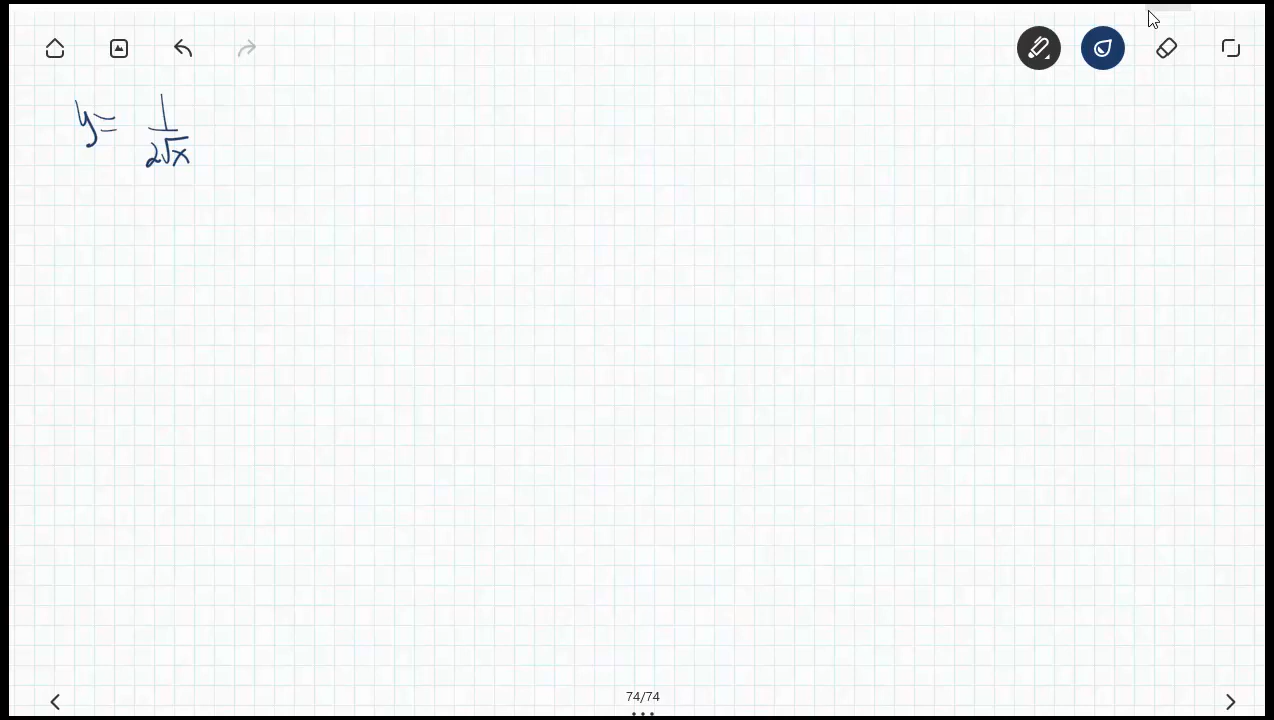 y = 1/(2√x)
74/74